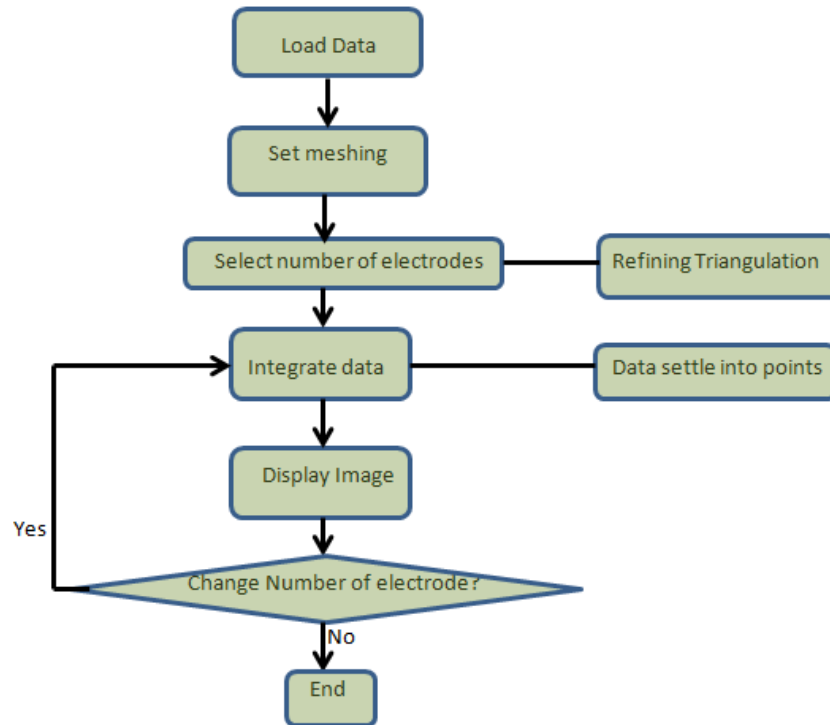 Load Data
Set meshing
Select number of electrodes
Refining Triangulation
Integrate data
Data settle into points
Display Image
Yes
Change Number of electrode?
No
End